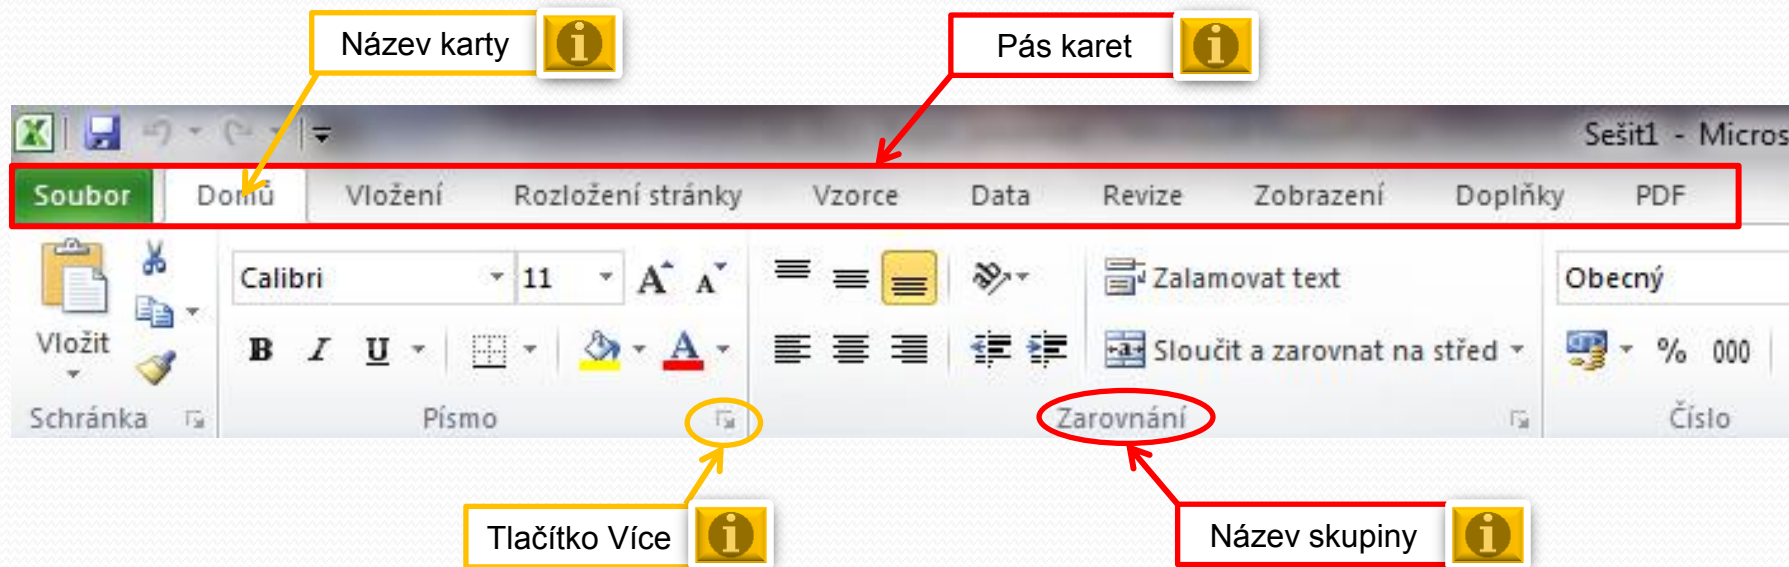 Název karty
Pás karet
Sešit1 - Micros
Soubor Domů Vložení Rozložení stránky Vzorce Data Revize Zobrazení Doplňky PDF
Calibri 11 A A Zalamovat text Obecný
Vložit B I U A Sloučit a zarovnat na střed % 000
Schránka Písmo Zarovnání Číslo
Tlačítko Více
Název skupiny